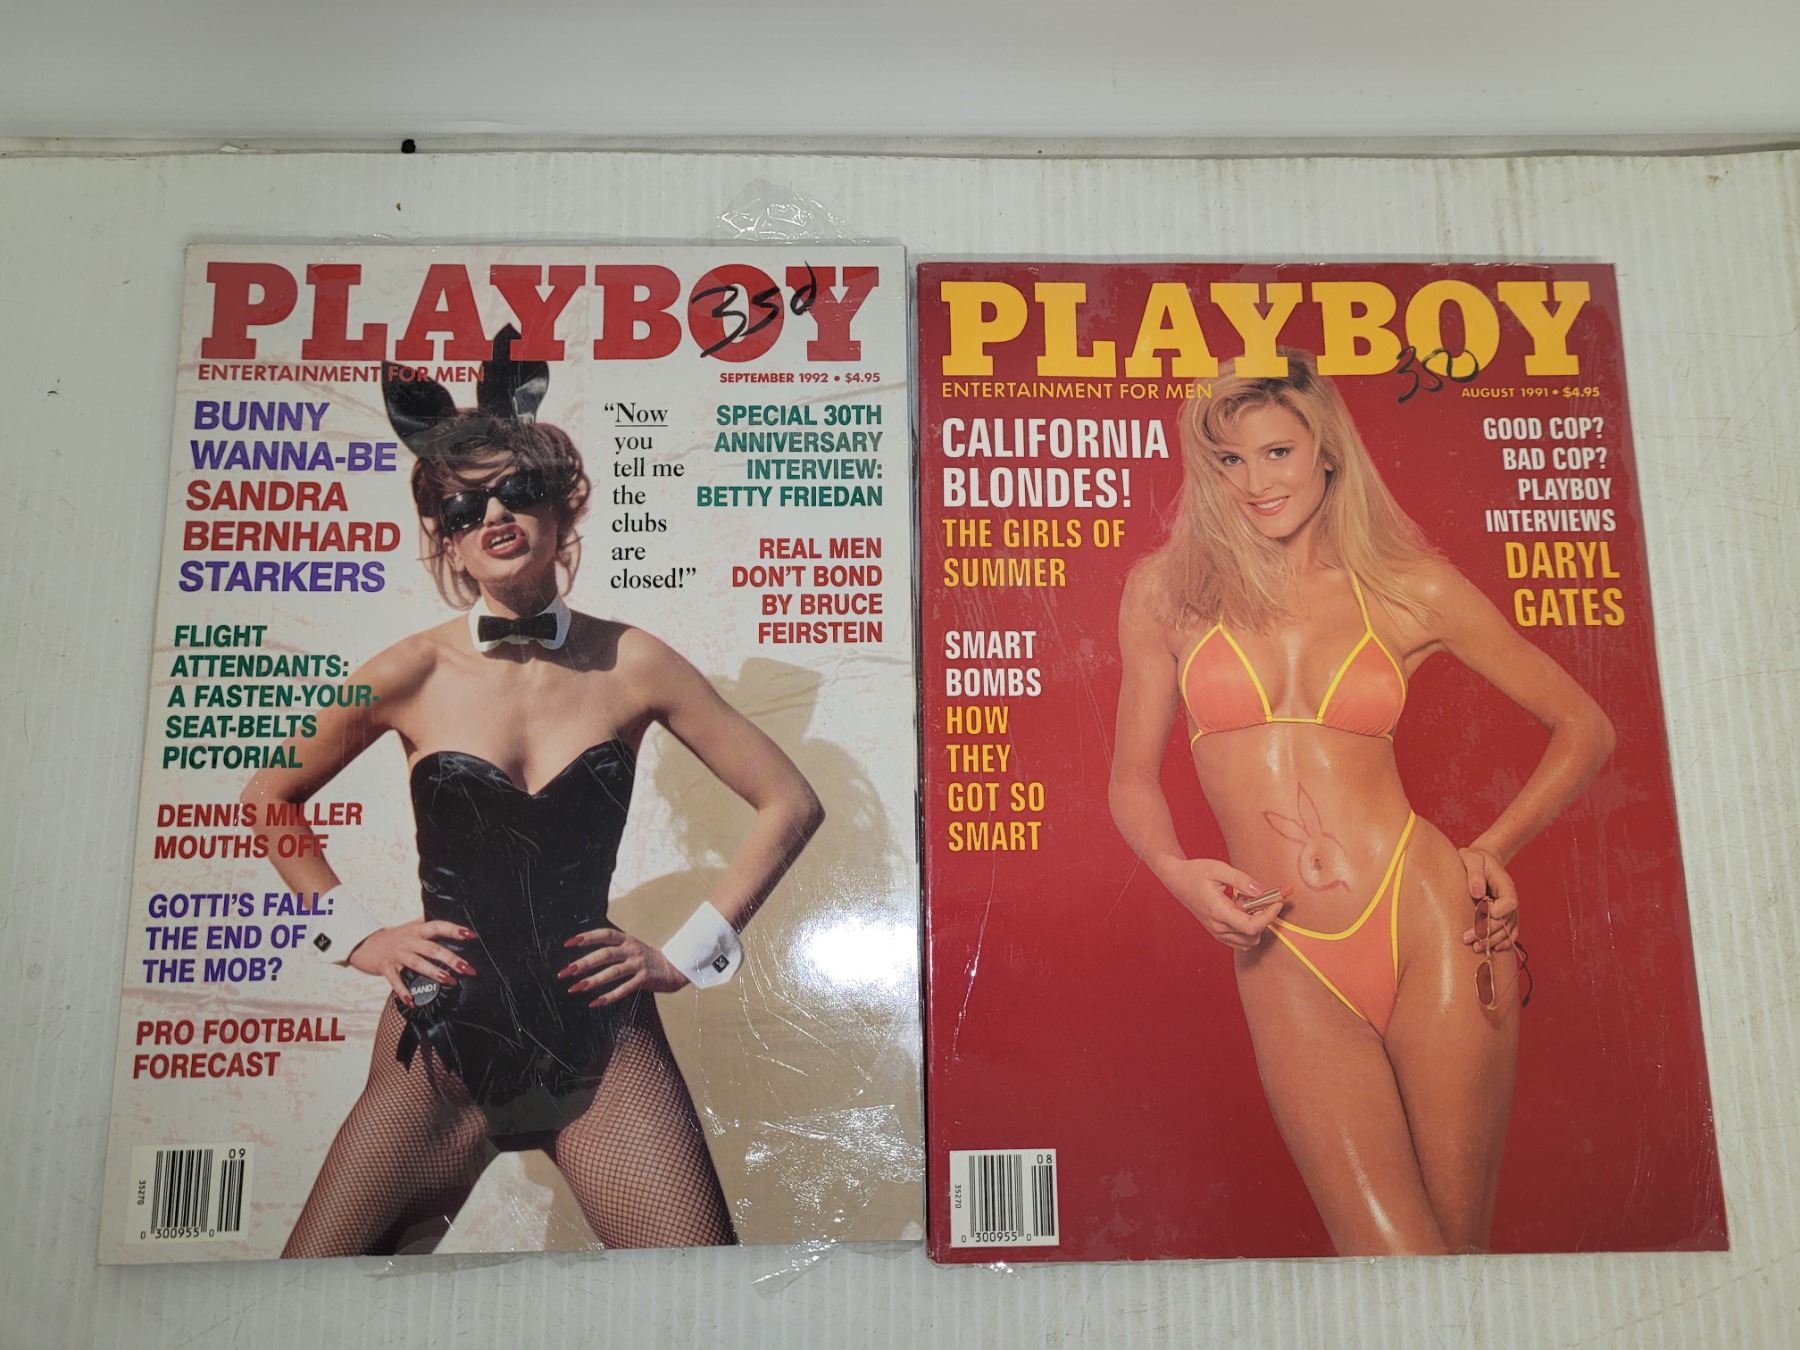 PLAYBOY
350
ENTERTAINMENT FOR MEN
SEPTEMBER 1992 • $4.95
BUNNY
WANNA-BE
SANDRA
BERNHARD
STARKERS
FLIGHT
ATTENDANTS:
A FASTEN-YOUR-
SEAT-BELTS
PICTORIAL
DENNIS MILLER
MOUTHS OFF
GOTTI'S FALL:
THE END OF
THE MOB?
PRO FOOTBALL
FORECAST
“Now
you
tell me
the
clubs
are
closed!”
SPECIAL 30TH
ANNIVERSARY
INTERVIEW:
BETTY FRIEDAN
REAL MEN
DON'T BOND
BY BRUCE
FEIRSTEIN
SANDI
09
35270
0 300955 0
PLAYBOY
350
ENTERTAINMENT FOR MEN
AUGUST 1991 • $4.95
CALIFORNIA
BLONDES!
THE GIRLS OF
SUMMER
SMART
BOMBS
HOW
THEY
GOT SO
SMART
GOOD COP?
BAD COP?
PLAYBOY
INTERVIEWS
DARYL
GATES
08
35270
0 300955 0